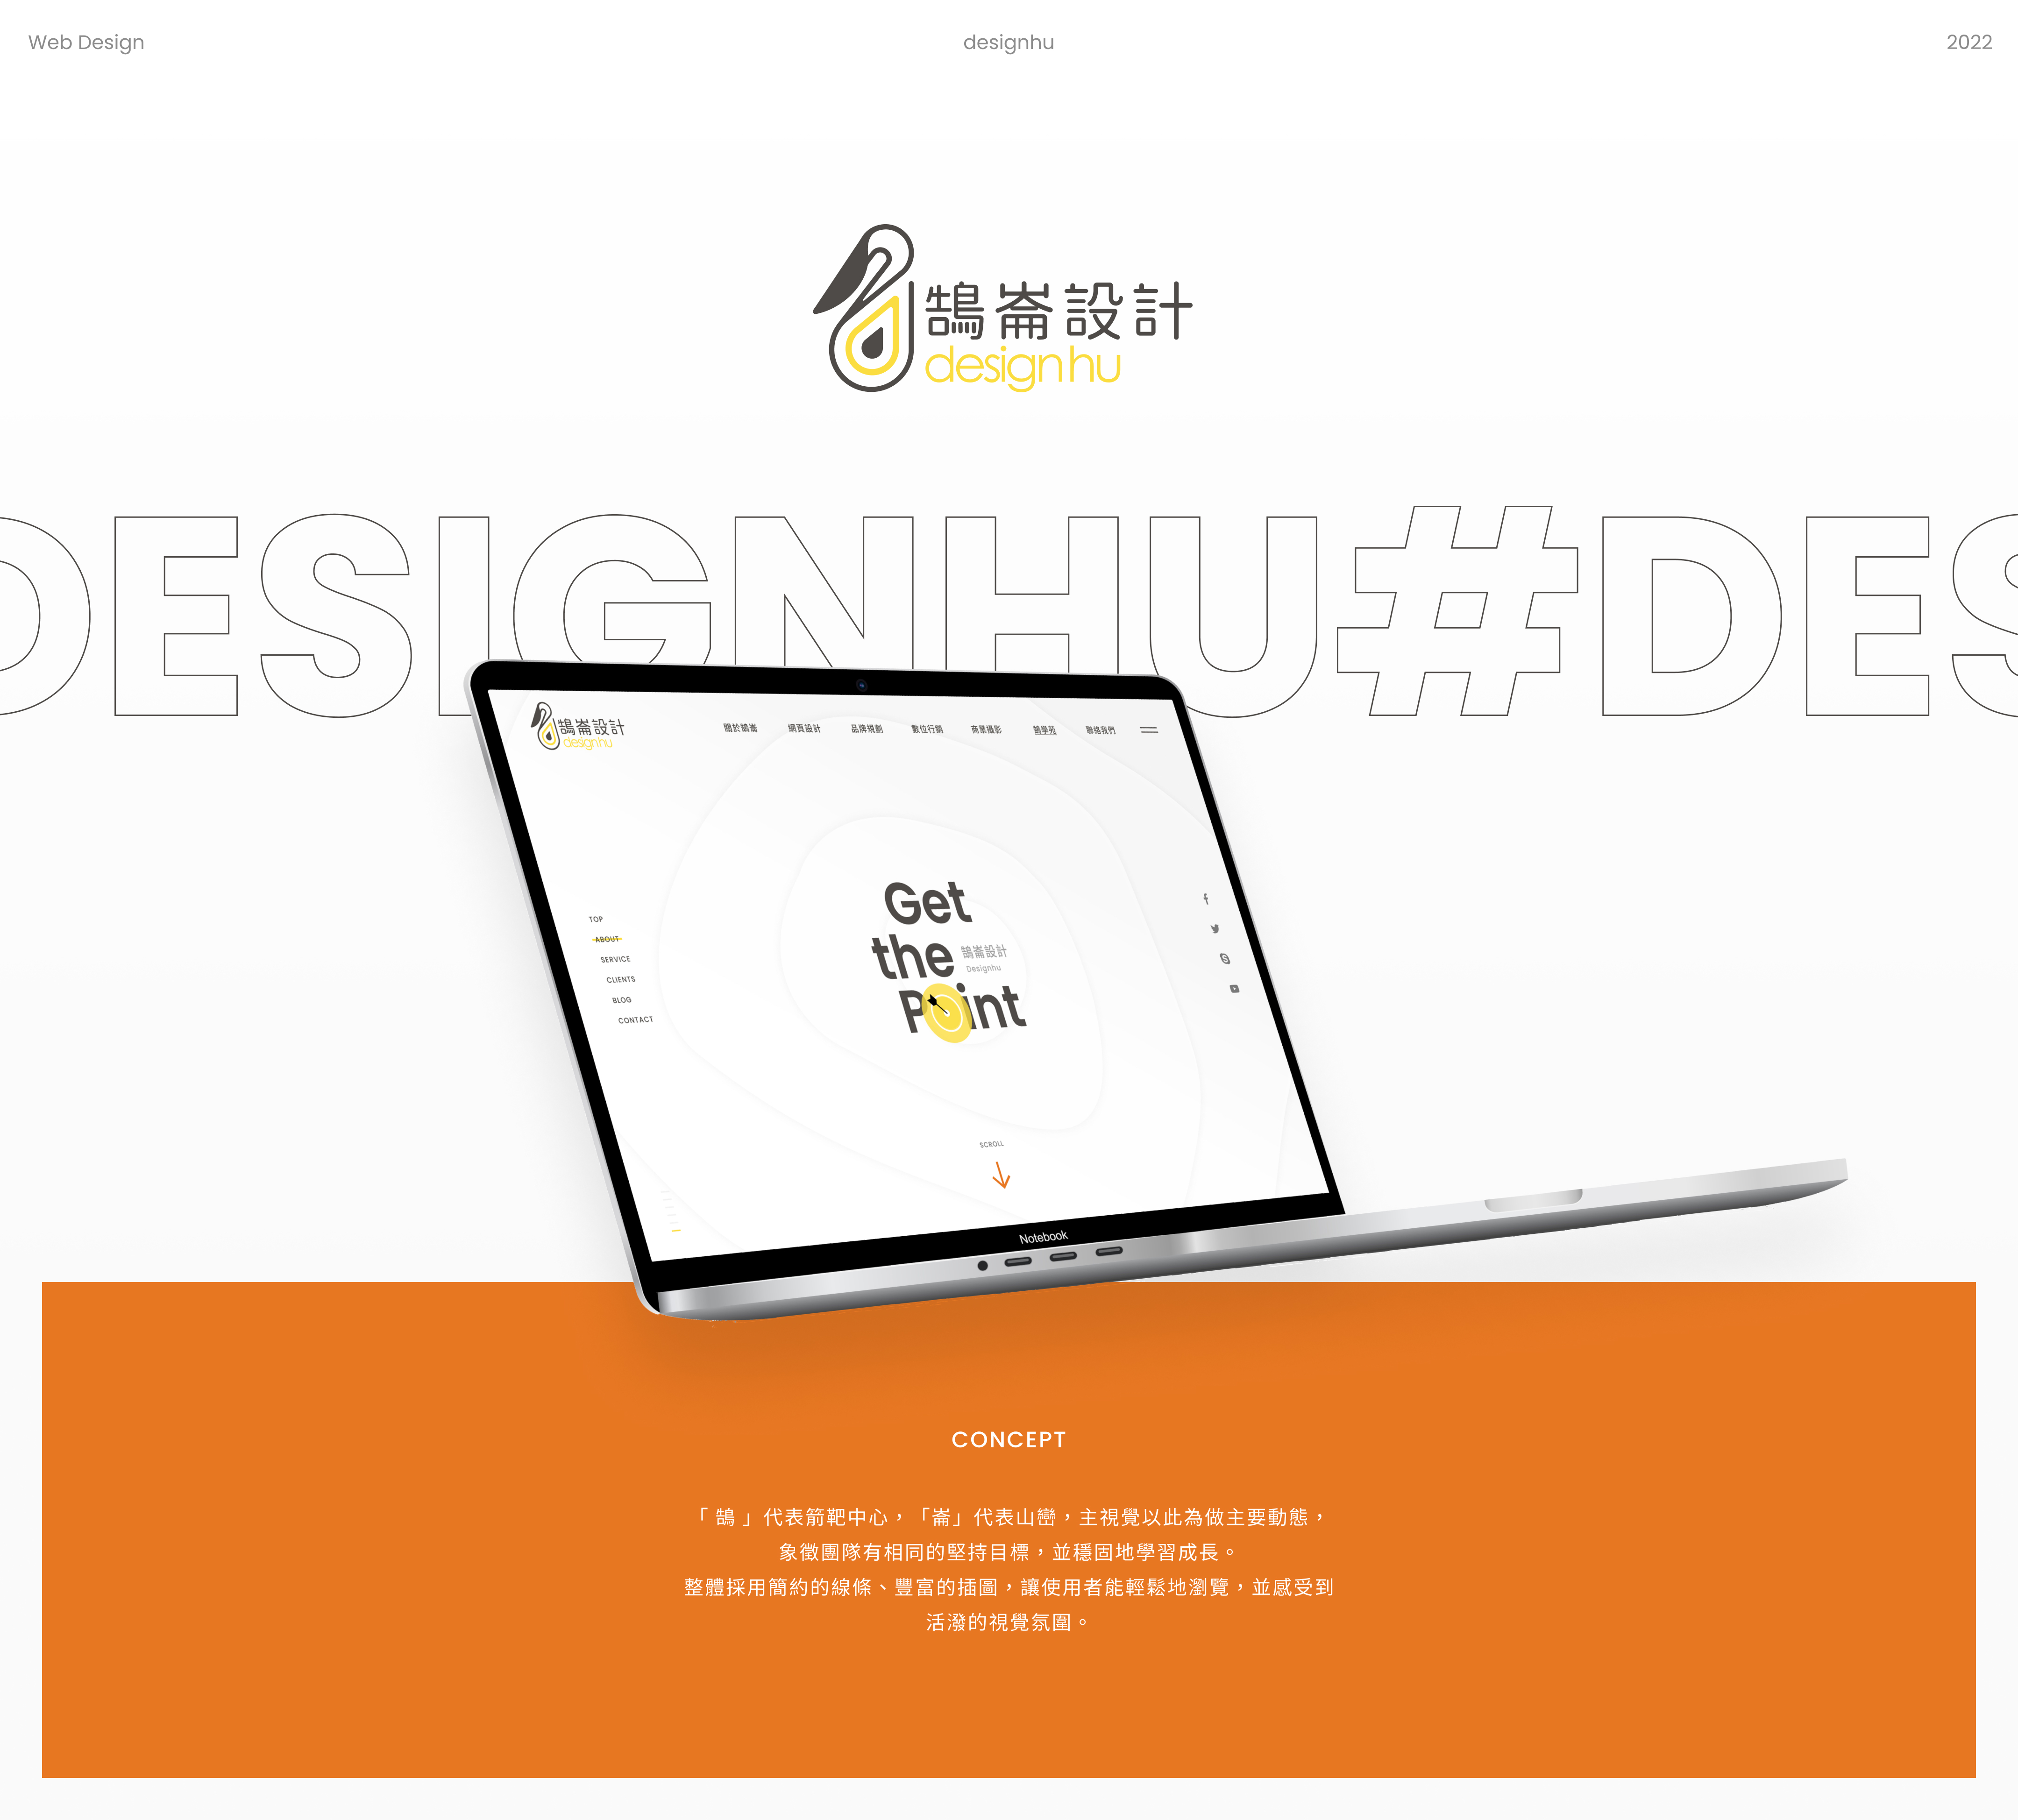 Web Design
designhu
2022
鵠崙設計
designhu
DESIGNHU#DES
鵠崙設計
designhu
關於鵠崙
網頁設計
品牌規劃
數位行銷
商業攝影
鵠學苑
聯絡我們
Get
the
鵠崙設計
Designhu
Point
TOP
ABOUT
SERVICE
CLIENTS
BLOG
CONTACT
SCROLL
Notebook
CONCEPT
「 鵠 」代表箭靶中心，「崙」代表山巒，主視覺以此為做主要動態，
象徵團隊有相同的堅持目標，並穩固地學習成長。
整體採用簡約的線條、豐富的插圖，讓使用者能輕鬆地瀏覽，並感受到
活潑的視覺氛圍。